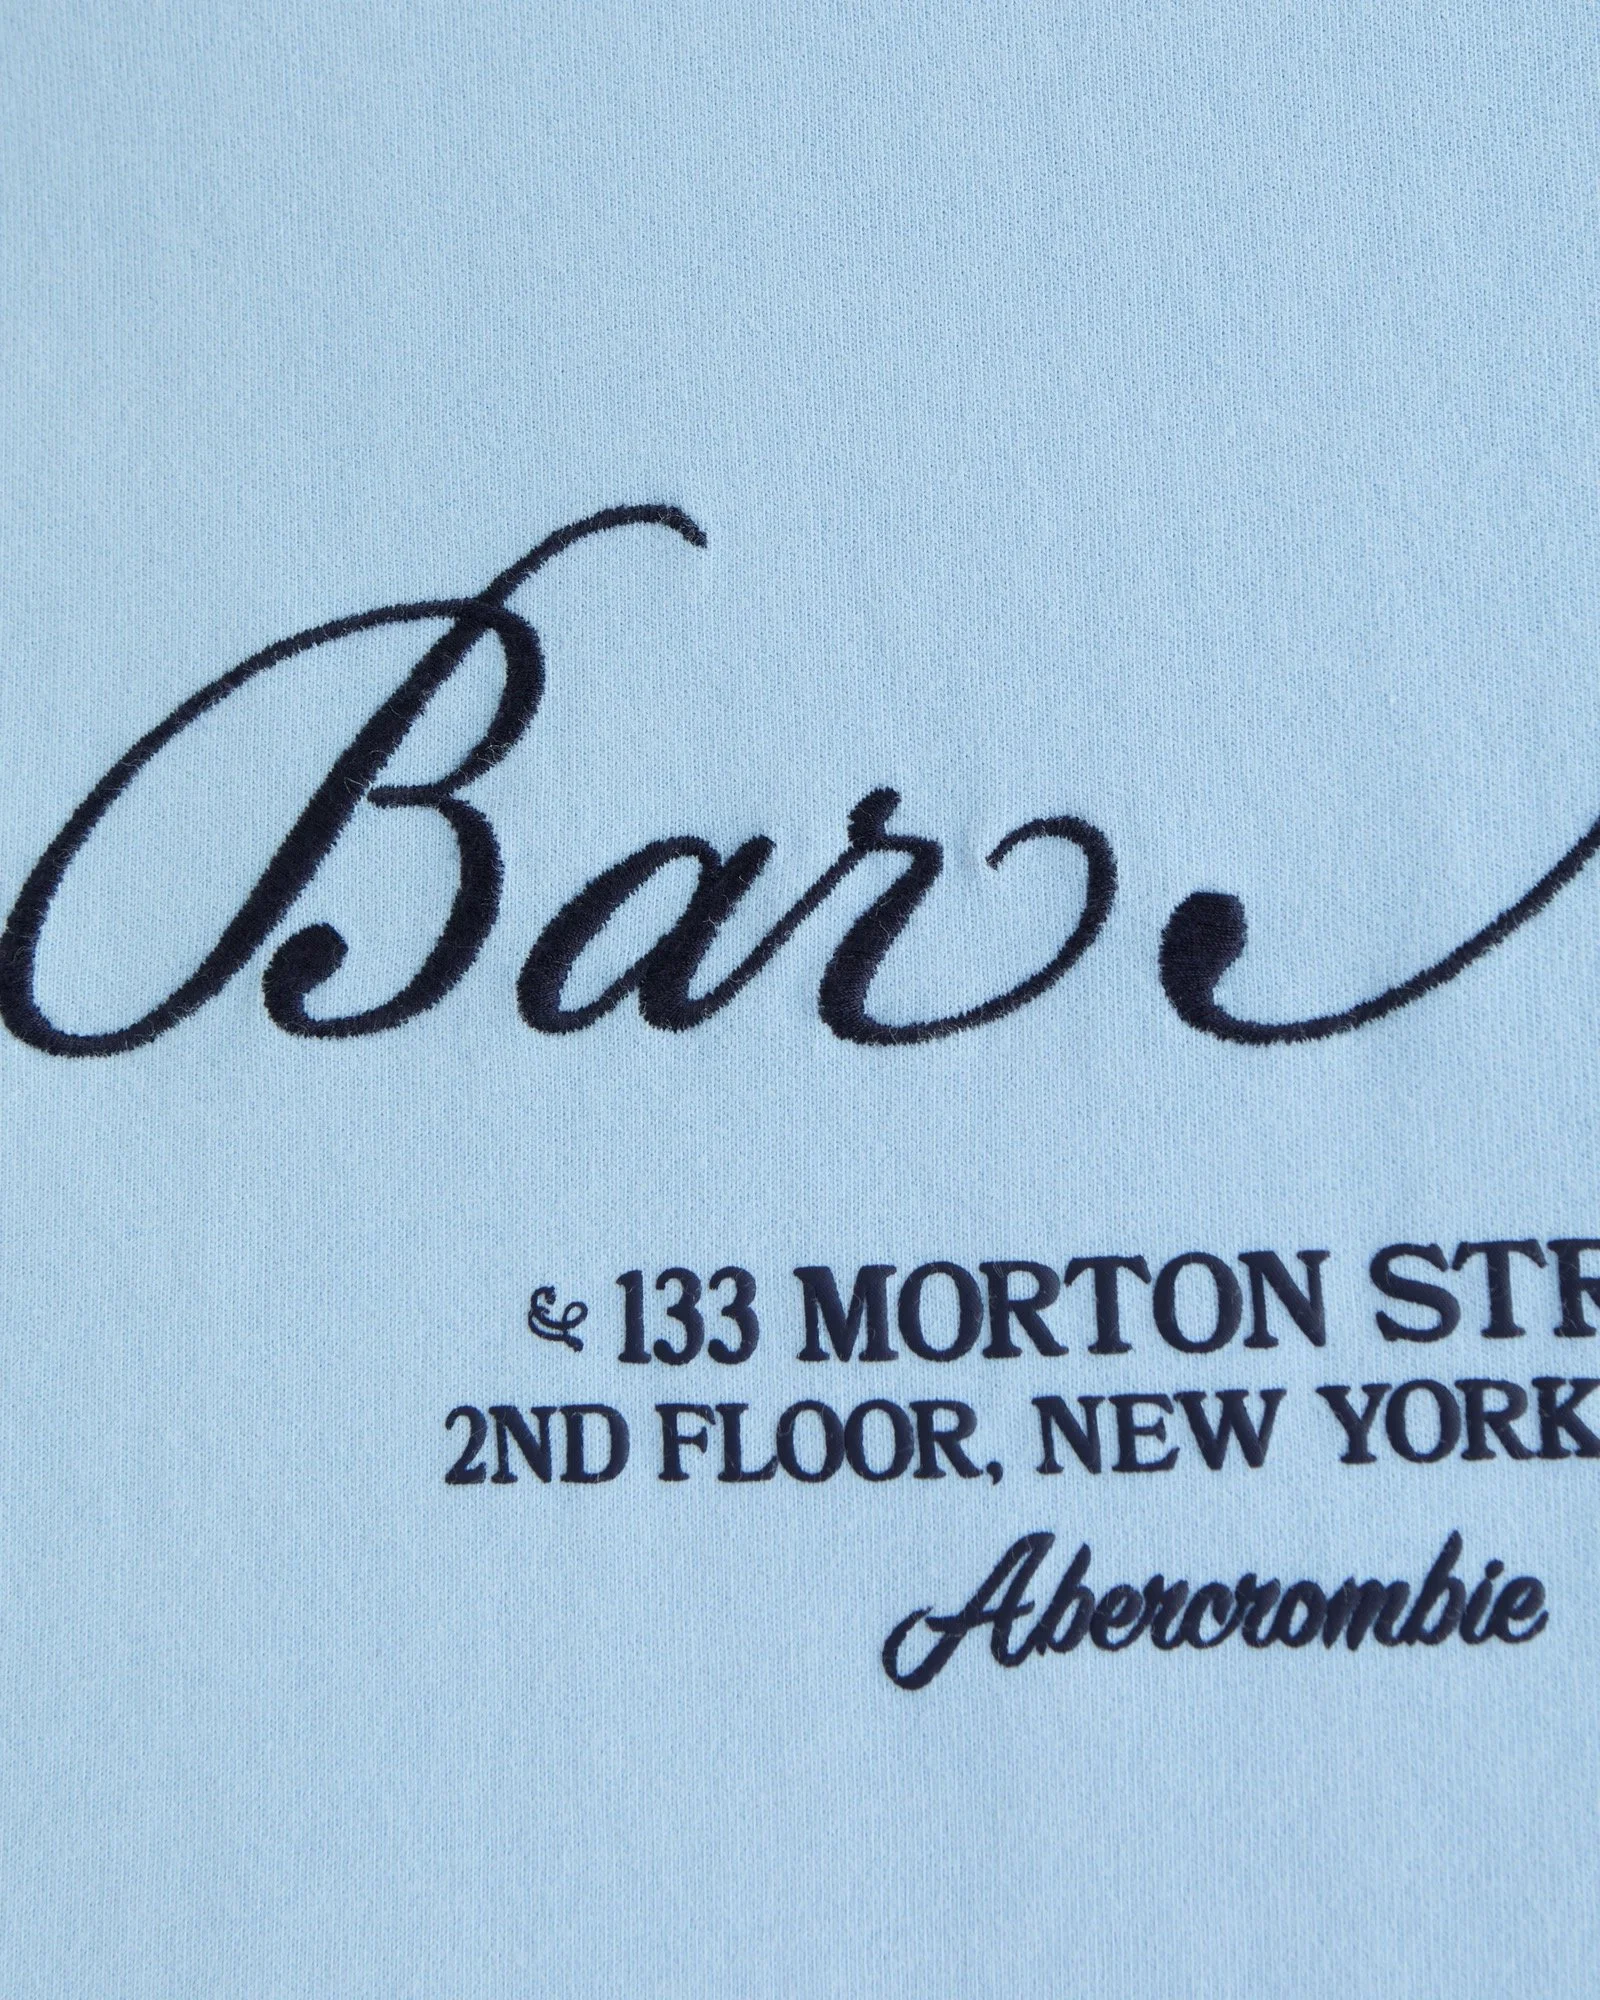 Bar
& 133 MORTON STR
2ND FLOOR, NEW YORK
Abercrombie